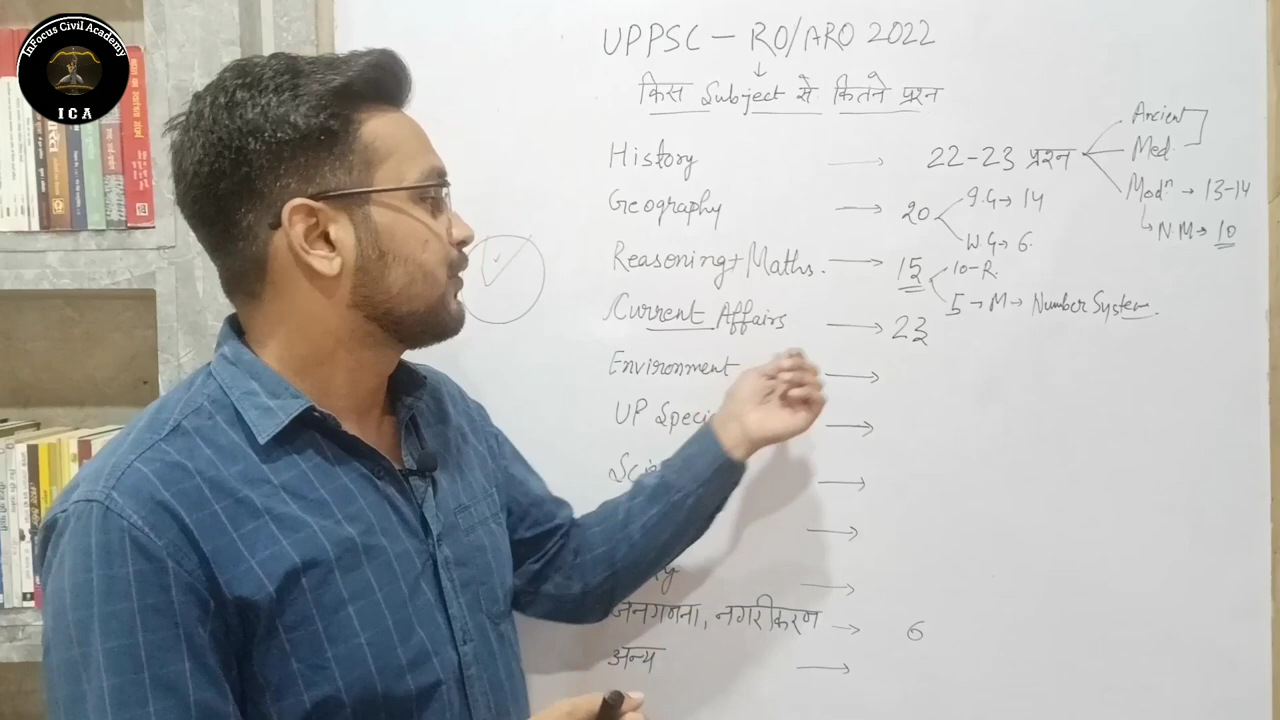 InFocus Civil Academy
ICA
UPPSC – RO/ARO 2022
↓
किस Subject से कितने प्रश्न
History → 22-23 प्रश्न
Ancient
Med.
Modⁿ → 13-14
N.M → 10
Geography → 20
I.G → 14
W.G → 6.
Reasoning + Maths. → 15
10-R.
5 → M → Number System.
Current Affairs → 23
Environment →
UP Speci →
Sci →
→
→
जनगणना, नगरीकरण → 6
अन्य →